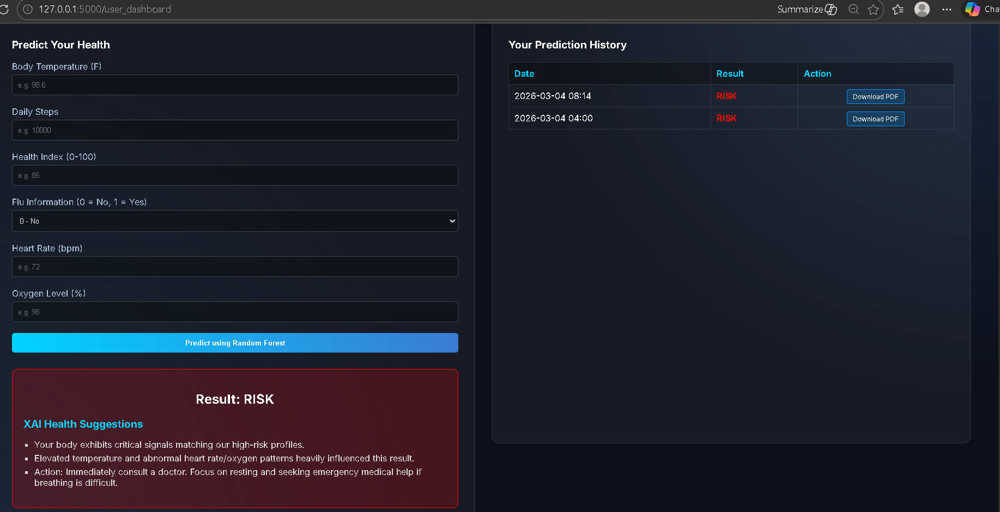 127.0.0.1:5000/user_dashboard
Summarize
Predict Your Health
Body Temperature (F)
e.g. 98.6
Daily Steps
e.g. 10000
Health Index (0-100)
e.g. 85
Flu Information (0 = No, 1 = Yes)
0 - No
Heart Rate (bpm)
e.g. 72
Oxygen Level (%)
e.g. 98
Predict using Random Forest
Result: RISK
XAI Health Suggestions
Your body exhibits critical signals matching our high-risk profiles.
Elevated temperature and abnormal heart rate/oxygen patterns heavily influenced this result.
Action: Immediately consult a doctor. Focus on resting and seeking emergency medical help if
breathing is difficult.
Your Prediction History
Date Result Action
2026-03-04 08:14 RISK Download PDF
2026-03-04 04:00 RISK Download PDF